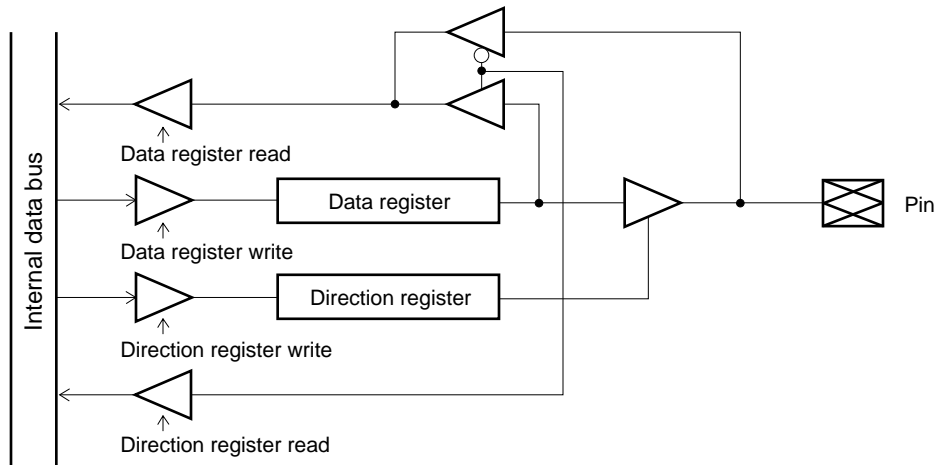 Internal data bus
Data register read
Data register
Pin
Data register write
Direction register
Direction register write
Direction register read